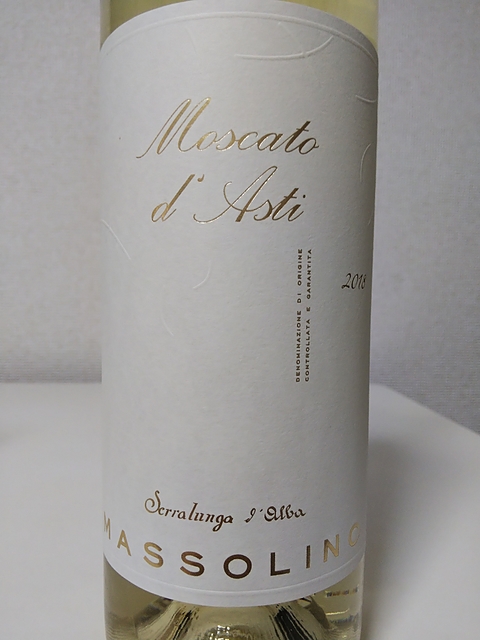 Moscato
d'Asti
DENOMINAZIONE DI ORIGINE
CONTROLLATA E GARANTITA
2018
Serralunga d'Alba
MASSOLINO